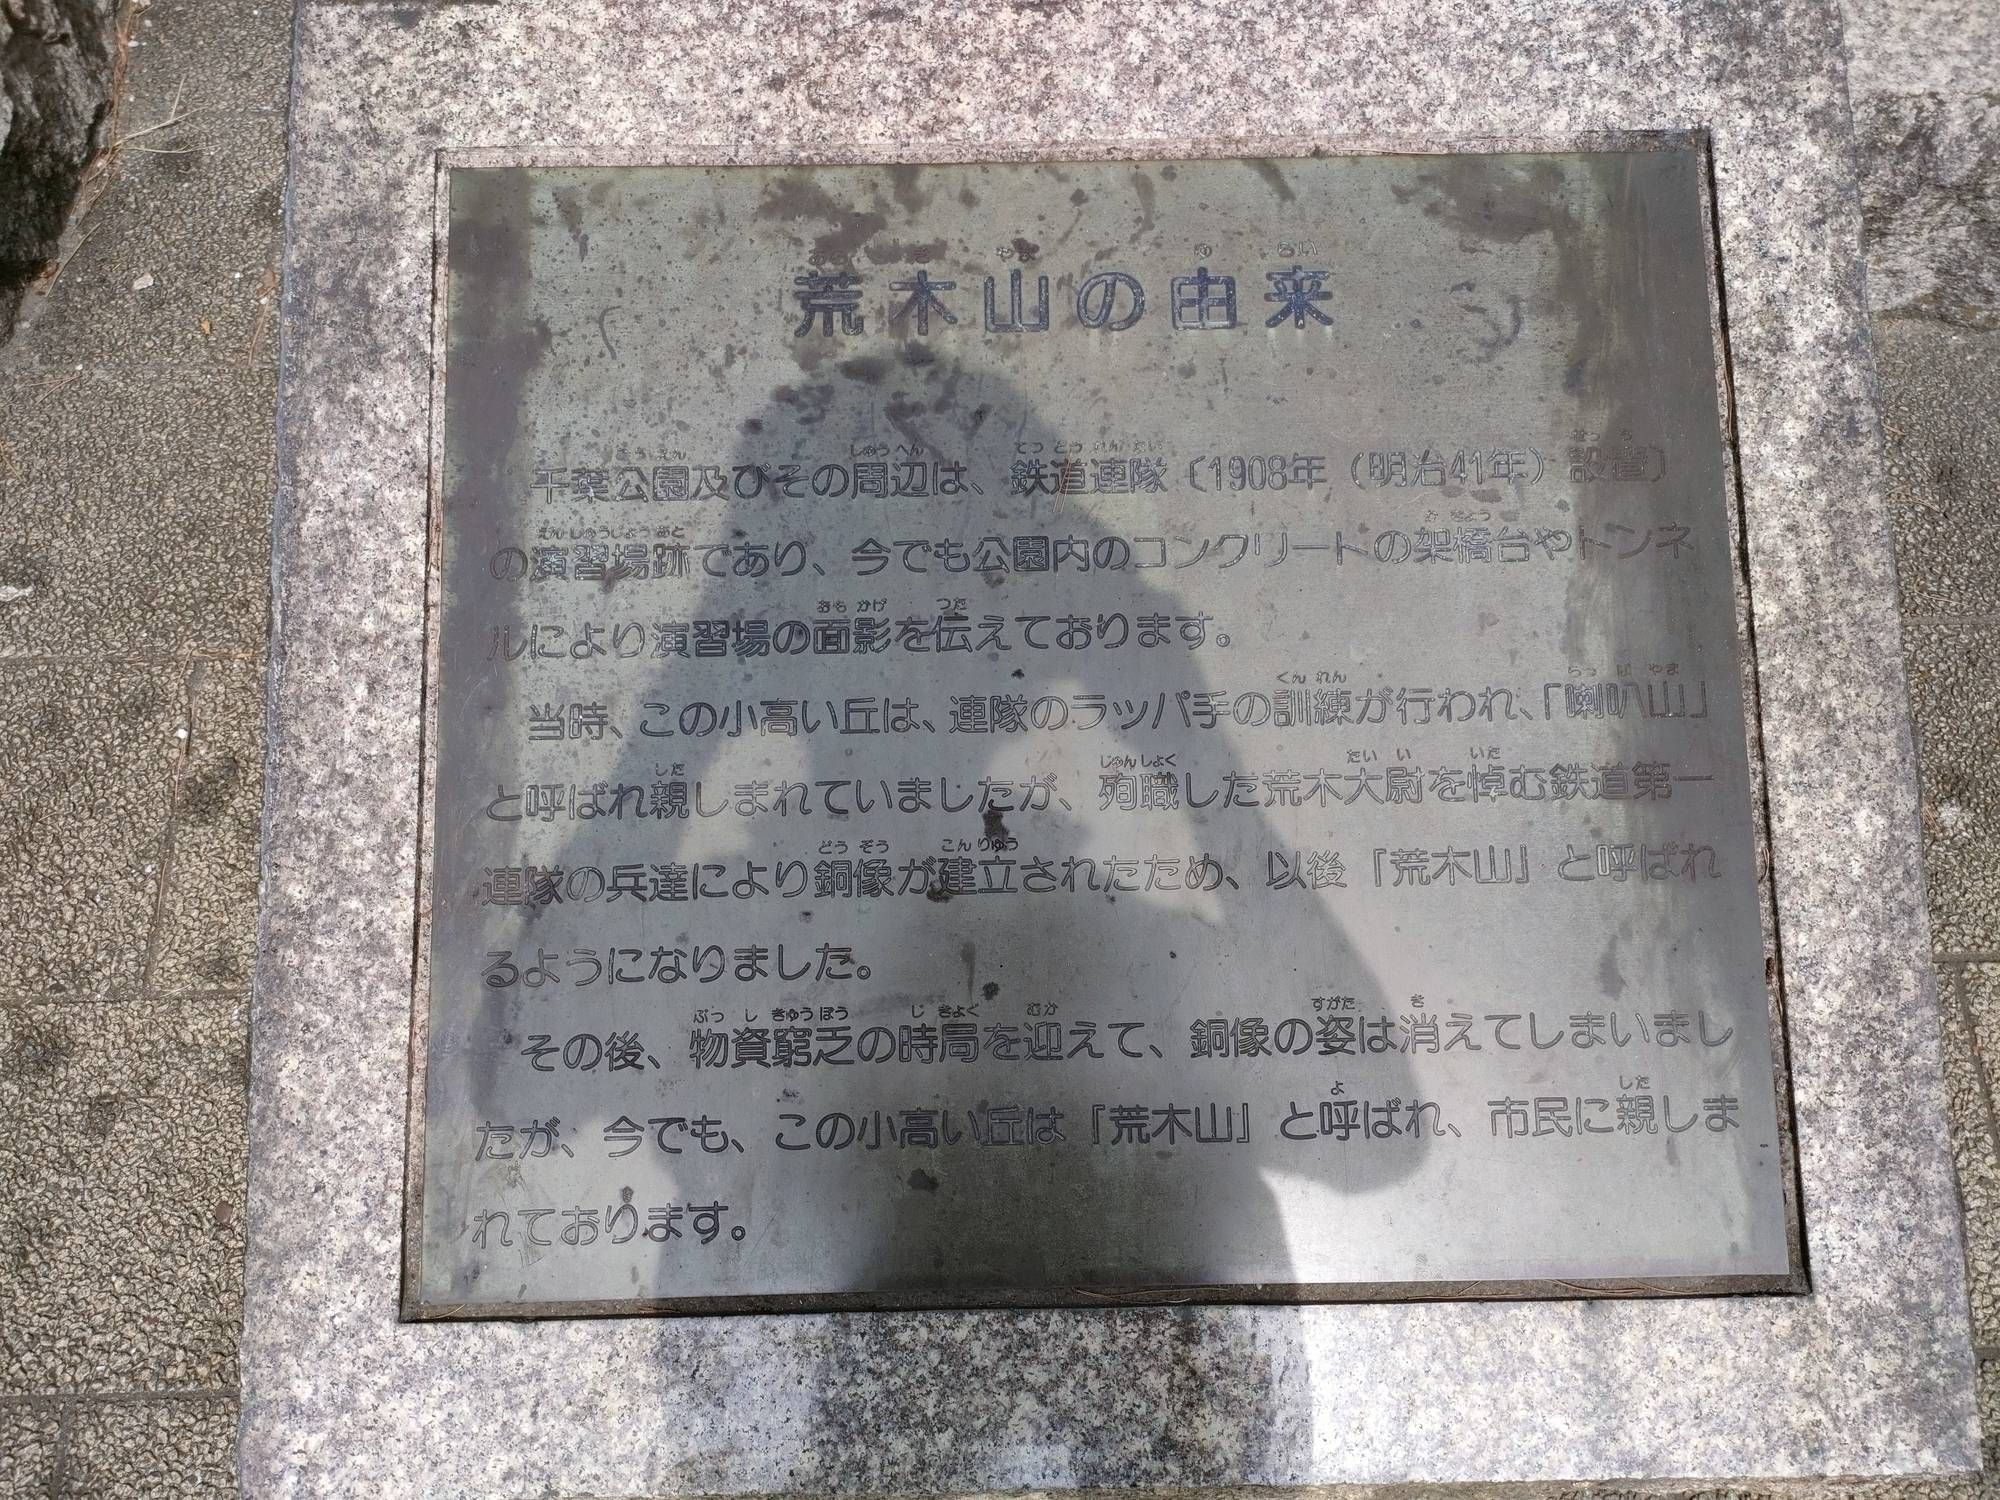 荒木山の由来
千葉公園及びその周辺は、鉄道連隊〔1908年(明治41年)設置〕
の演習場跡であり、今でも公園内のコンクリートの架橋台やトンネ
ルにより演習場の面影を伝えております。
当時、この小高い丘は、連隊のラッパ手の訓練が行われ、「喇叭山」
と呼ばれ親しまれていましたが、殉職した荒木大尉を悼む鉄道第一
連隊の兵達により銅像が建立されたため、以後「荒木山」と呼ばれ
るようになりました。
その後、物資窮乏の時局を迎えて、銅像の姿は消えてしまいまし
たが、今でも、この小高い丘は「荒木山」と呼ばれ、市民に親しま
れております。